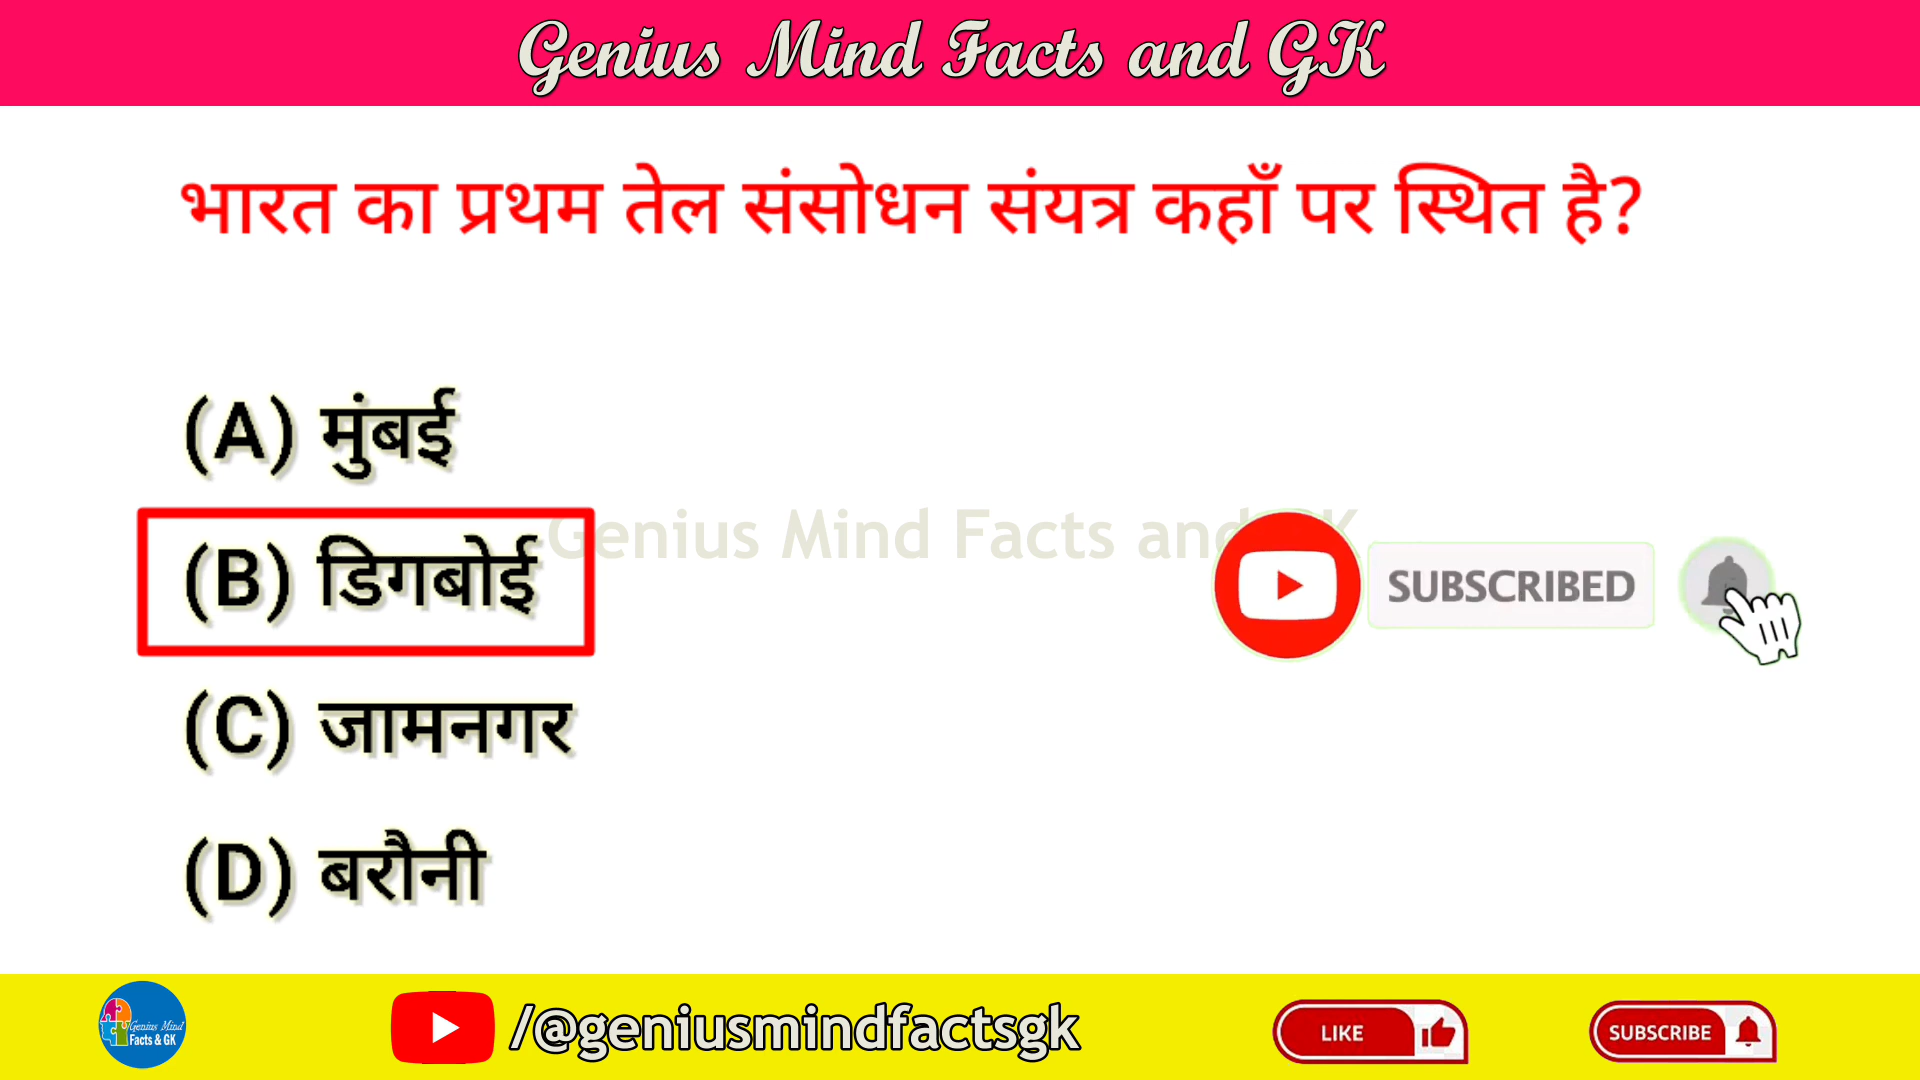 Genius Mind Facts and GK
भारत का प्रथम तेल संसोधन संयत्र कहाँ पर स्थित है?
(A) मुंबई
(B) डिगबोई
Genius Mind Facts and GK
SUBSCRIBED
(C) जामनगर
(D) बरौनी
Genius Mind
Facts & GK
/@geniusmindfactsgk
LIKE
SUBSCRIBE